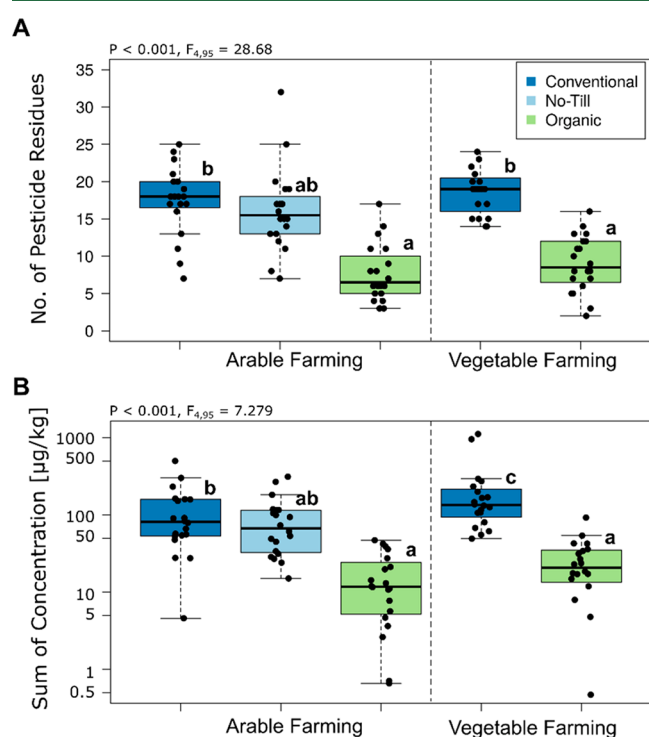 A
P < 0.001, F4,95 = 28.68
No. of Pesticide Residues
35
30
25
20
15
10
5
0
Conventional
No-Till
Organic
b
ab
a
b
a
Arable Farming
Vegetable Farming
B
P < 0.001, F4,95 = 7.279
Sum of Concentration [µg/kg]
1000
500
100
50
10
5
1
0.5
b
ab
a
c
a
Arable Farming
Vegetable Farming